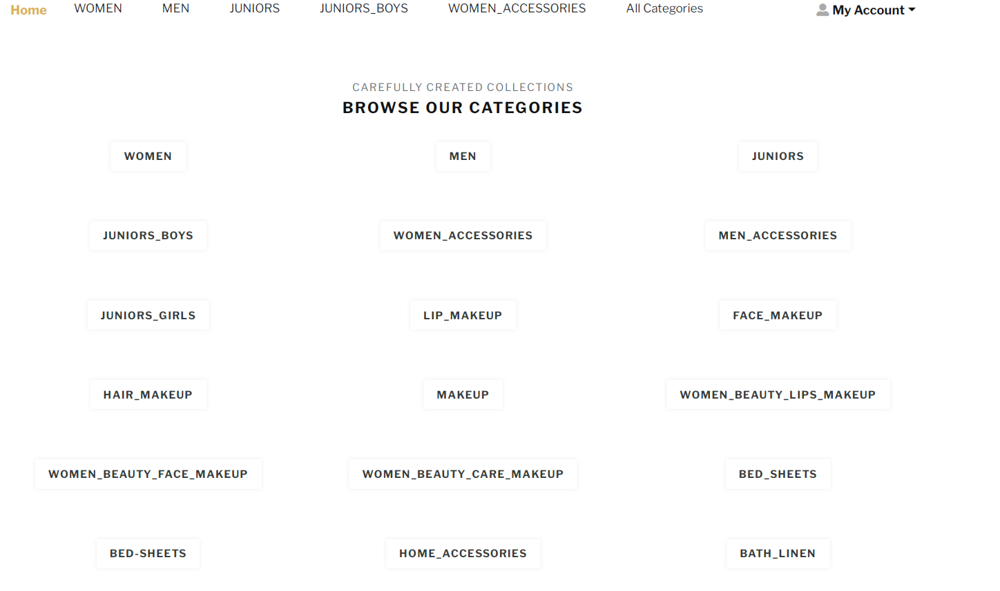 Home WOMEN MEN JUNIORS JUNIORS_BOYS WOMEN_ACCESSORIES All Categories My Account
CAREFULLY CREATED COLLECTIONS
BROWSE OUR CATEGORIES
WOMEN MEN JUNIORS
JUNIORS_BOYS WOMEN_ACCESSORIES MEN_ACCESSORIES
JUNIORS_GIRLS LIP_MAKEUP FACE_MAKEUP
HAIR_MAKEUP MAKEUP WOMEN_BEAUTY_LIPS_MAKEUP
WOMEN_BEAUTY_FACE_MAKEUP WOMEN_BEAUTY_CARE_MAKEUP BED_SHEETS
BED-SHEETS HOME_ACCESSORIES BATH_LINEN